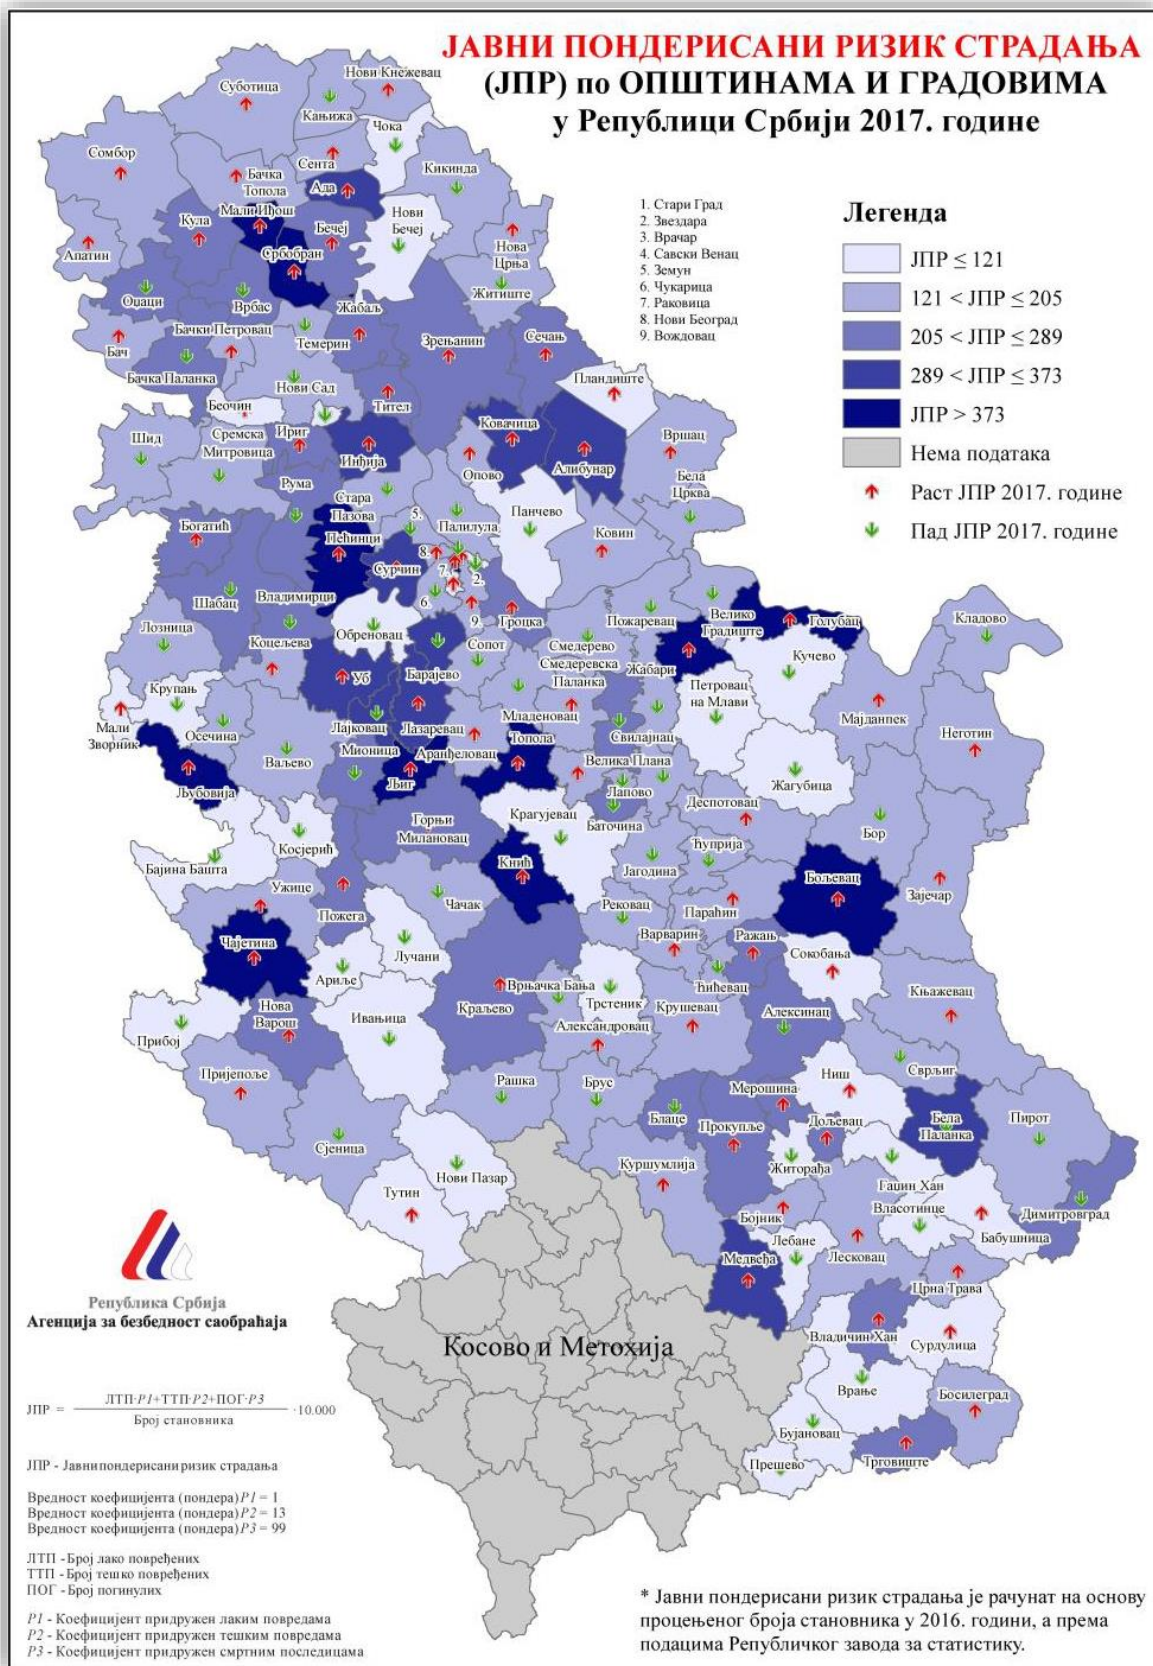 ЈАВНИ ПОНДЕРИСАНИ РИЗИК СТРАДАЊА
(ЈПР) по ОПШТИНАМА И ГРАДОВИМА
у Републици Србији 2017. године
1. Стари Град
2. Звездара
3. Врачар
4. Савски Венац
5. Земун
6. Чукарица
7. Раковица
8. Нови Београд
9. Вождовац
Легенда
ЈПР ≤ 121
121 < ЈПР ≤ 205
205 < ЈПР ≤ 289
289 < ЈПР ≤ 373
ЈПР > 373
Нема података
Раст ЈПР 2017. године
Пад ЈПР 2017. године
Суботица
Нови Кнежевац
Кањижа
Чока
Сомбор
Сента
Бачка
Топола
Ада
Кикинда
Мали Иђош
Кула
Бечеј
Нови
Бечеј
Апатин
Србобран
Нова
Црња
Житиште
Оџаци
Врбас
Жабаљ
Бачки Петровац
Темерин
Зрењанин
Сечањ
Бач
Бачка Паланка
Нови Сад
Тител
Пландиште
Беочин
Шид
Сремска
Митровица
Ириг
Инђија
Ковачица
Алибунар
Вршац
Опово
Бела
Црква
Рума
Стара
Пазова
Панчево
Палилула
5.
Богатић
Пећинци
Ковин
Сурчин
8.
7.
2.
6.
9.
Шабац
Владимирци
Гроцка
Пожаревац
Велико
Градиште
Голубац
Кладово
Лозница
Коцељева
Обреновац
Сопот
Смедерево
Смедеревска
Паланка
Жабари
Кучево
Крупањ
Уб
Барајево
Петровац
на Млави
Мајданпек
Мали
Зворник
Осечина
Лајковац
Лазаревац
Младеновац
Свилајнац
Неготин
Ваљево
Мионица
Аранђеловац
Топола
Велика Плана
Љубовија
Љиг
Лапово
Жагубица
Баточина
Деспотовац
Бор
Косјерић
Горњи
Милановац
Крагујевац
Ћуприја
Бајина Башта
Кнић
Јагодина
Бољевац
Зајечар
Ужице
Пожега
Чачак
Рековац
Параћин
Чајетина
Лучани
Варварин
Ражањ
Сокобања
Ариље
Ћићевац
Нова
Варош
Краљево
Врњачка Бања
Трстеник
Крушевац
Књажевац
Ивањица
Александровац
Алексинац
Прибој
Сврљиг
Пријепоље
Рашка
Брус
Мерошина
Ниш
Блаце
Прокупље
Дољевац
Бела
Паланка
Пирот
Сјеница
Нови Пазар
Куршумлија
Житорађа
Гаџин Хан
Тутин
Бојник
Власотинце
Бабушница
Димитровград
Лебане
Лесковац
Медвеђа
Црна Трава
Владичин Хан
Сурдулица
Косово и Метохија
Врање
Босилеград
Бујановац
Прешево
Трговиште
Република Србија
Агенција за безбедност саобраћаја
ЈПР = ЛТП·P1+ТТП·P2+ПОГ·P3 ·10.000
Број становника
ЈПР - Јавни пондерисани ризик страдања
Вредност коефицијента (пондера) P1 = 1
Вредност коефицијента (пондера) P2 = 13
Вредност коефицијента (пондера) P3 = 99
ЛТП - Број лако повређених
ТТП - Број тешко повређених
ПОГ - Број погинулих
P1 - Коефицијент придружен лаким повредама
P2 - Коефицијент придружен тешким повредама
P3 - Коефицијент придружен смртним последицама
* Јавни пондерисани ризик страдања је рачунат на основу
процењеног броја становника у 2016. години, а према
подацима Републичког завода за статистику.